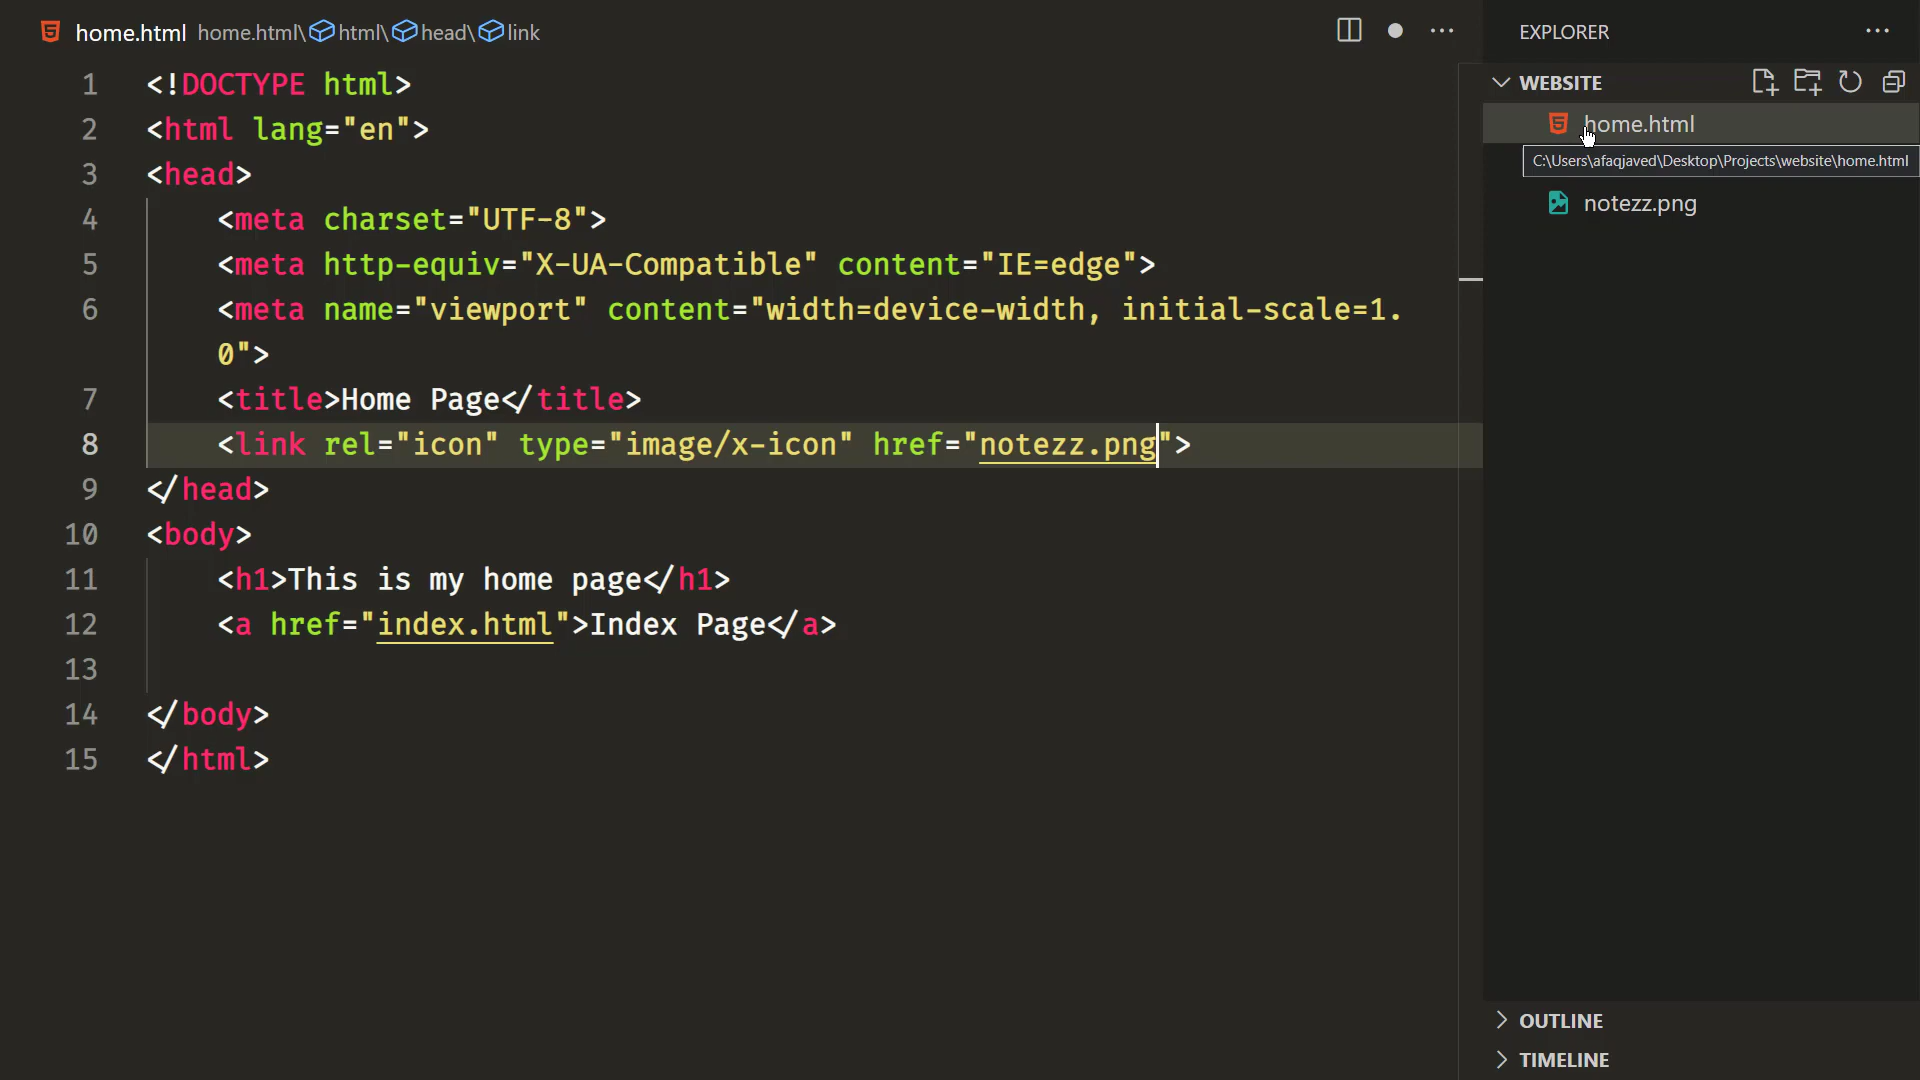 home.html home.html\html\head\link
1 <!DOCTYPE html>
2 <html lang="en">
3 <head>
4 <meta charset="UTF-8">
5 <meta http-equiv="X-UA-Compatible" content="IE=edge">
6 <meta name="viewport" content="width=device-width, initial-scale=1.
0">
7 <title>Home Page</title>
8 <link rel="icon" type="image/x-icon" href="notezz.png">
9 </head>
10 <body>
11 <h1>This is my home page</h1>
12 <a href="index.html">Index Page</a>
13
14 </body>
15 </html>
EXPLORER
WEBSITE
home.html
C:\Users\afaqjaved\Desktop\Projects\website\home.html
notezz.png
OUTLINE
TIMELINE